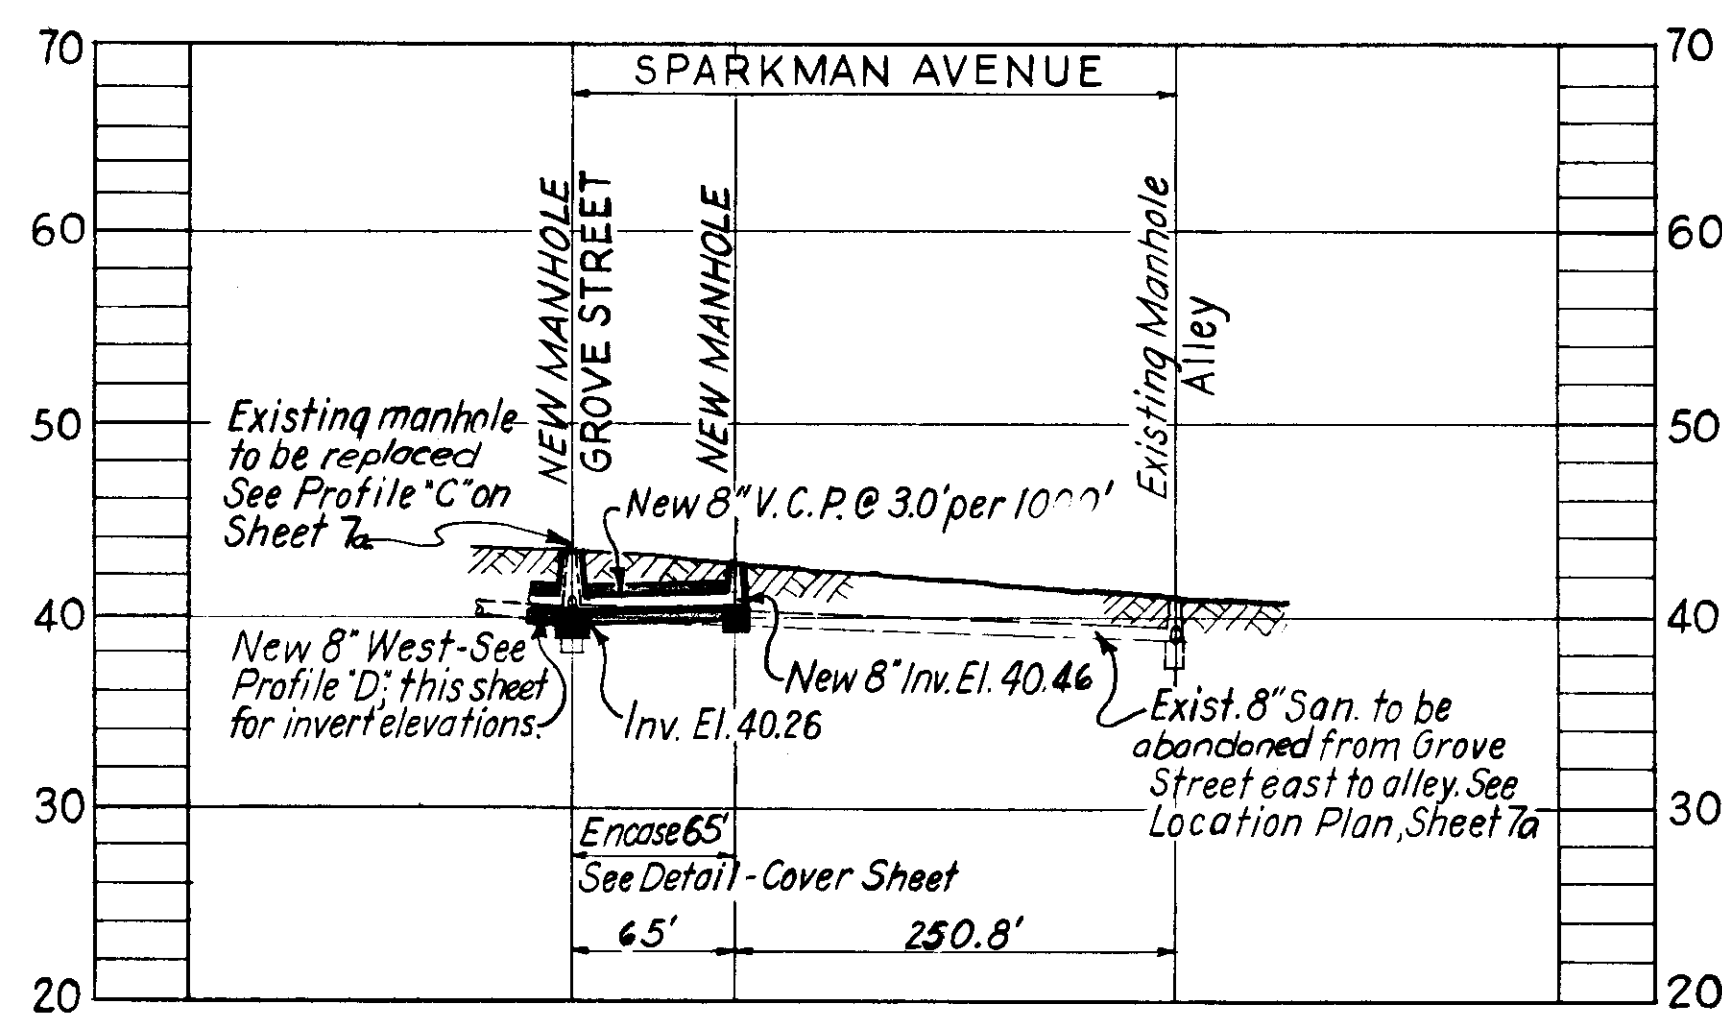 70
70
SPARKMAN AVENUE
60
60
NEW MANHOLE
GROVE STREET
NEW MANHOLE
Existing Manhole
Alley
50
50
Existing manhole
to be replaced
See Profile "C" on
Sheet 7a
New 8" V.C.P. @ 3.0' per 1000'
40
40
New 8" West-See
Profile "D", this sheet
for invert elevations.
Inv. El. 40.26
New 8" Inv. El. 40.46
Exist. 8" San. to be
abandoned from Grove
Street east to alley. See
Location Plan, Sheet 7a
30
30
Encase 65'
See Detail - Cover Sheet
65'
250.8'
20
20